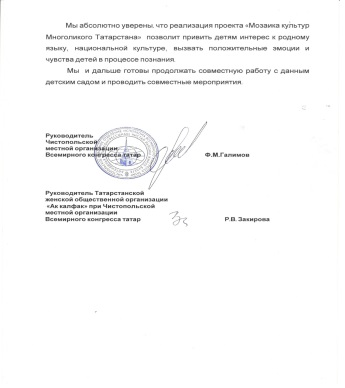 Мы абсолютно уверены, что реализация проекта «Мозаика культур
Многоликого Татарстана» позволит привить детям интерес к родному
языку, национальной культуре, вызвать положительные эмоции и
чувства детей в процессе познания.
Мы и дальше готовы продолжать совместную работу с данным
детским садом и проводить совместные мероприятия.
Руководитель
Чистопольской
местной организации
Всемирного конгресса татар Ф.М.Галимов
Руководитель Татарстанской
женской общественной организации
«Ак калфак» при Чистопольской
местной организации
Всемирного конгресса татар Р.В. Закирова